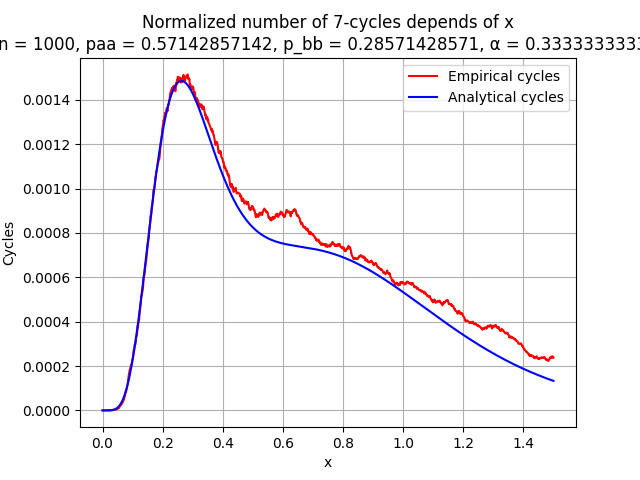 Normalized number of 7-cycles depends of x
n = 1000, paa = 0.57142857142, p_bb = 0.28571428571, α = 0.3333333333
Empirical cycles
Analytical cycles
Cycles
0.0014
0.0012
0.0010
0.0008
0.0006
0.0004
0.0002
0.0000
0.0 0.2 0.4 0.6 0.8 1.0 1.2 1.4
x